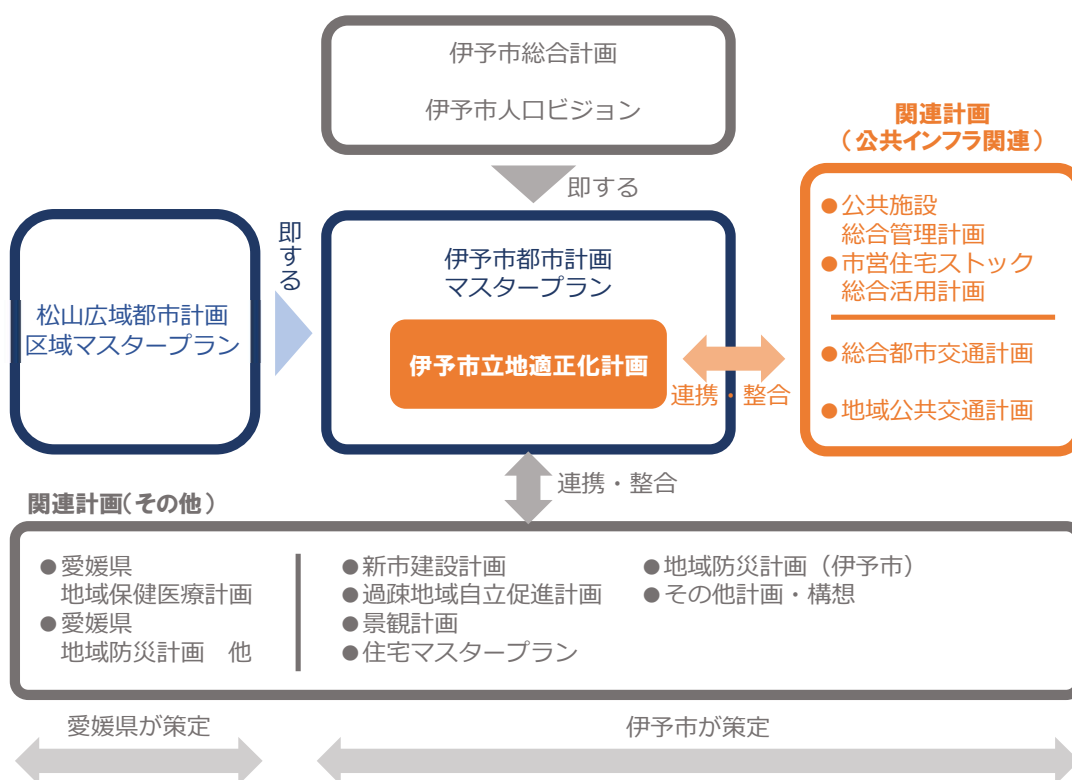 伊予市総合計画
伊予市人口ビジョン
即する
関連計画
（公共インフラ関連）
●公共施設
総合管理計画
●市営住宅ストック
総合活用計画
●総合都市交通計画
●地域公共交通計画
松山広域都市計画
区域マスタープラン
即する
伊予市都市計画
マスタープラン
伊予市立地適正化計画
連携・整合
連携・整合
関連計画（その他）
●愛媛県
地域保健医療計画
●愛媛県
地域防災計画　他
●新市建設計画
●過疎地域自立促進計画
●景観計画
●住宅マスタープラン
●地域防災計画（伊予市）
●その他計画・構想
愛媛県が策定
伊予市が策定